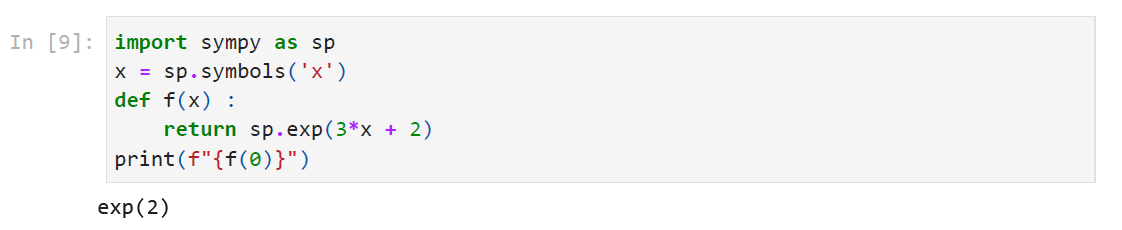 In [9]: import sympy as sp
x = sp.symbols('x')
def f(x) :
    return sp.exp(3*x + 2)
print(f"{f(0)}")
exp(2)